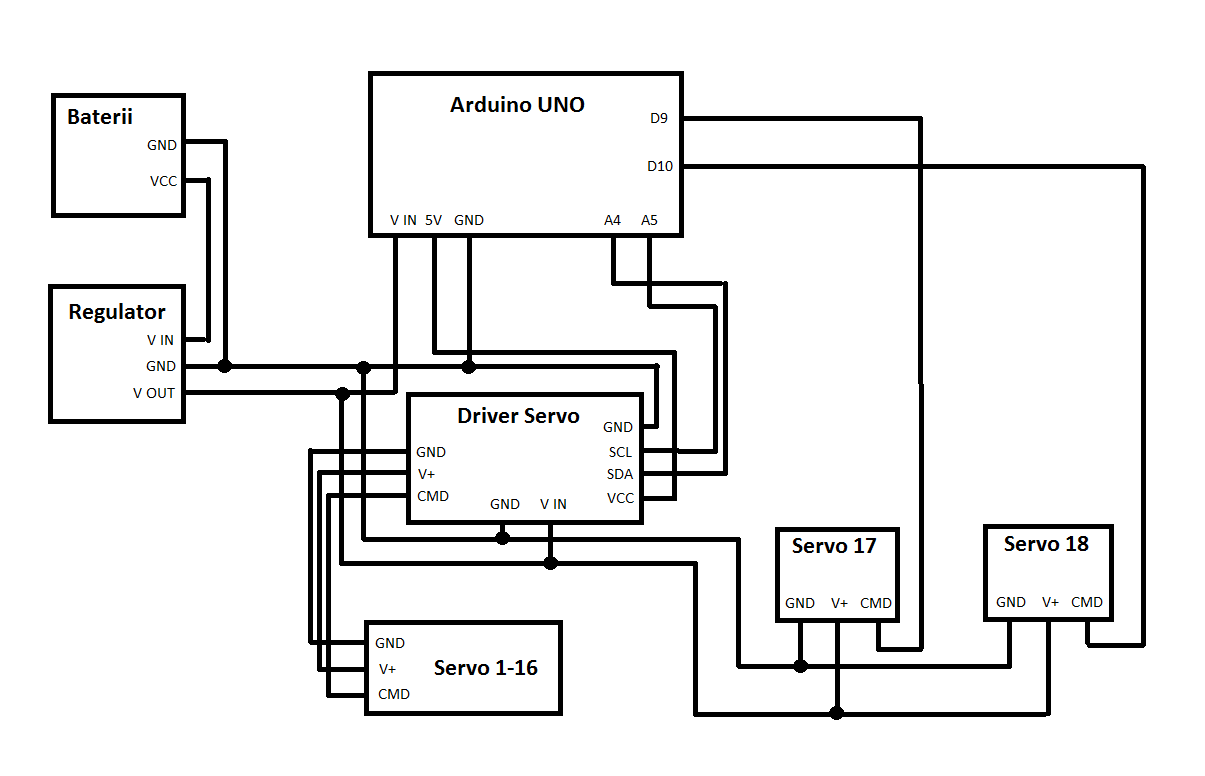 Baterii
GND
VCC
Regulator
V IN
GND
V OUT
Arduino UNO
D9
D10
V IN 5V GND A4 A5
Driver Servo
GND
SCL
SDA
VCC
GND
V+
CMD
GND V IN
GND
V+
CMD
Servo 1-16
Servo 17
GND V+ CMD
Servo 18
GND V+ CMD